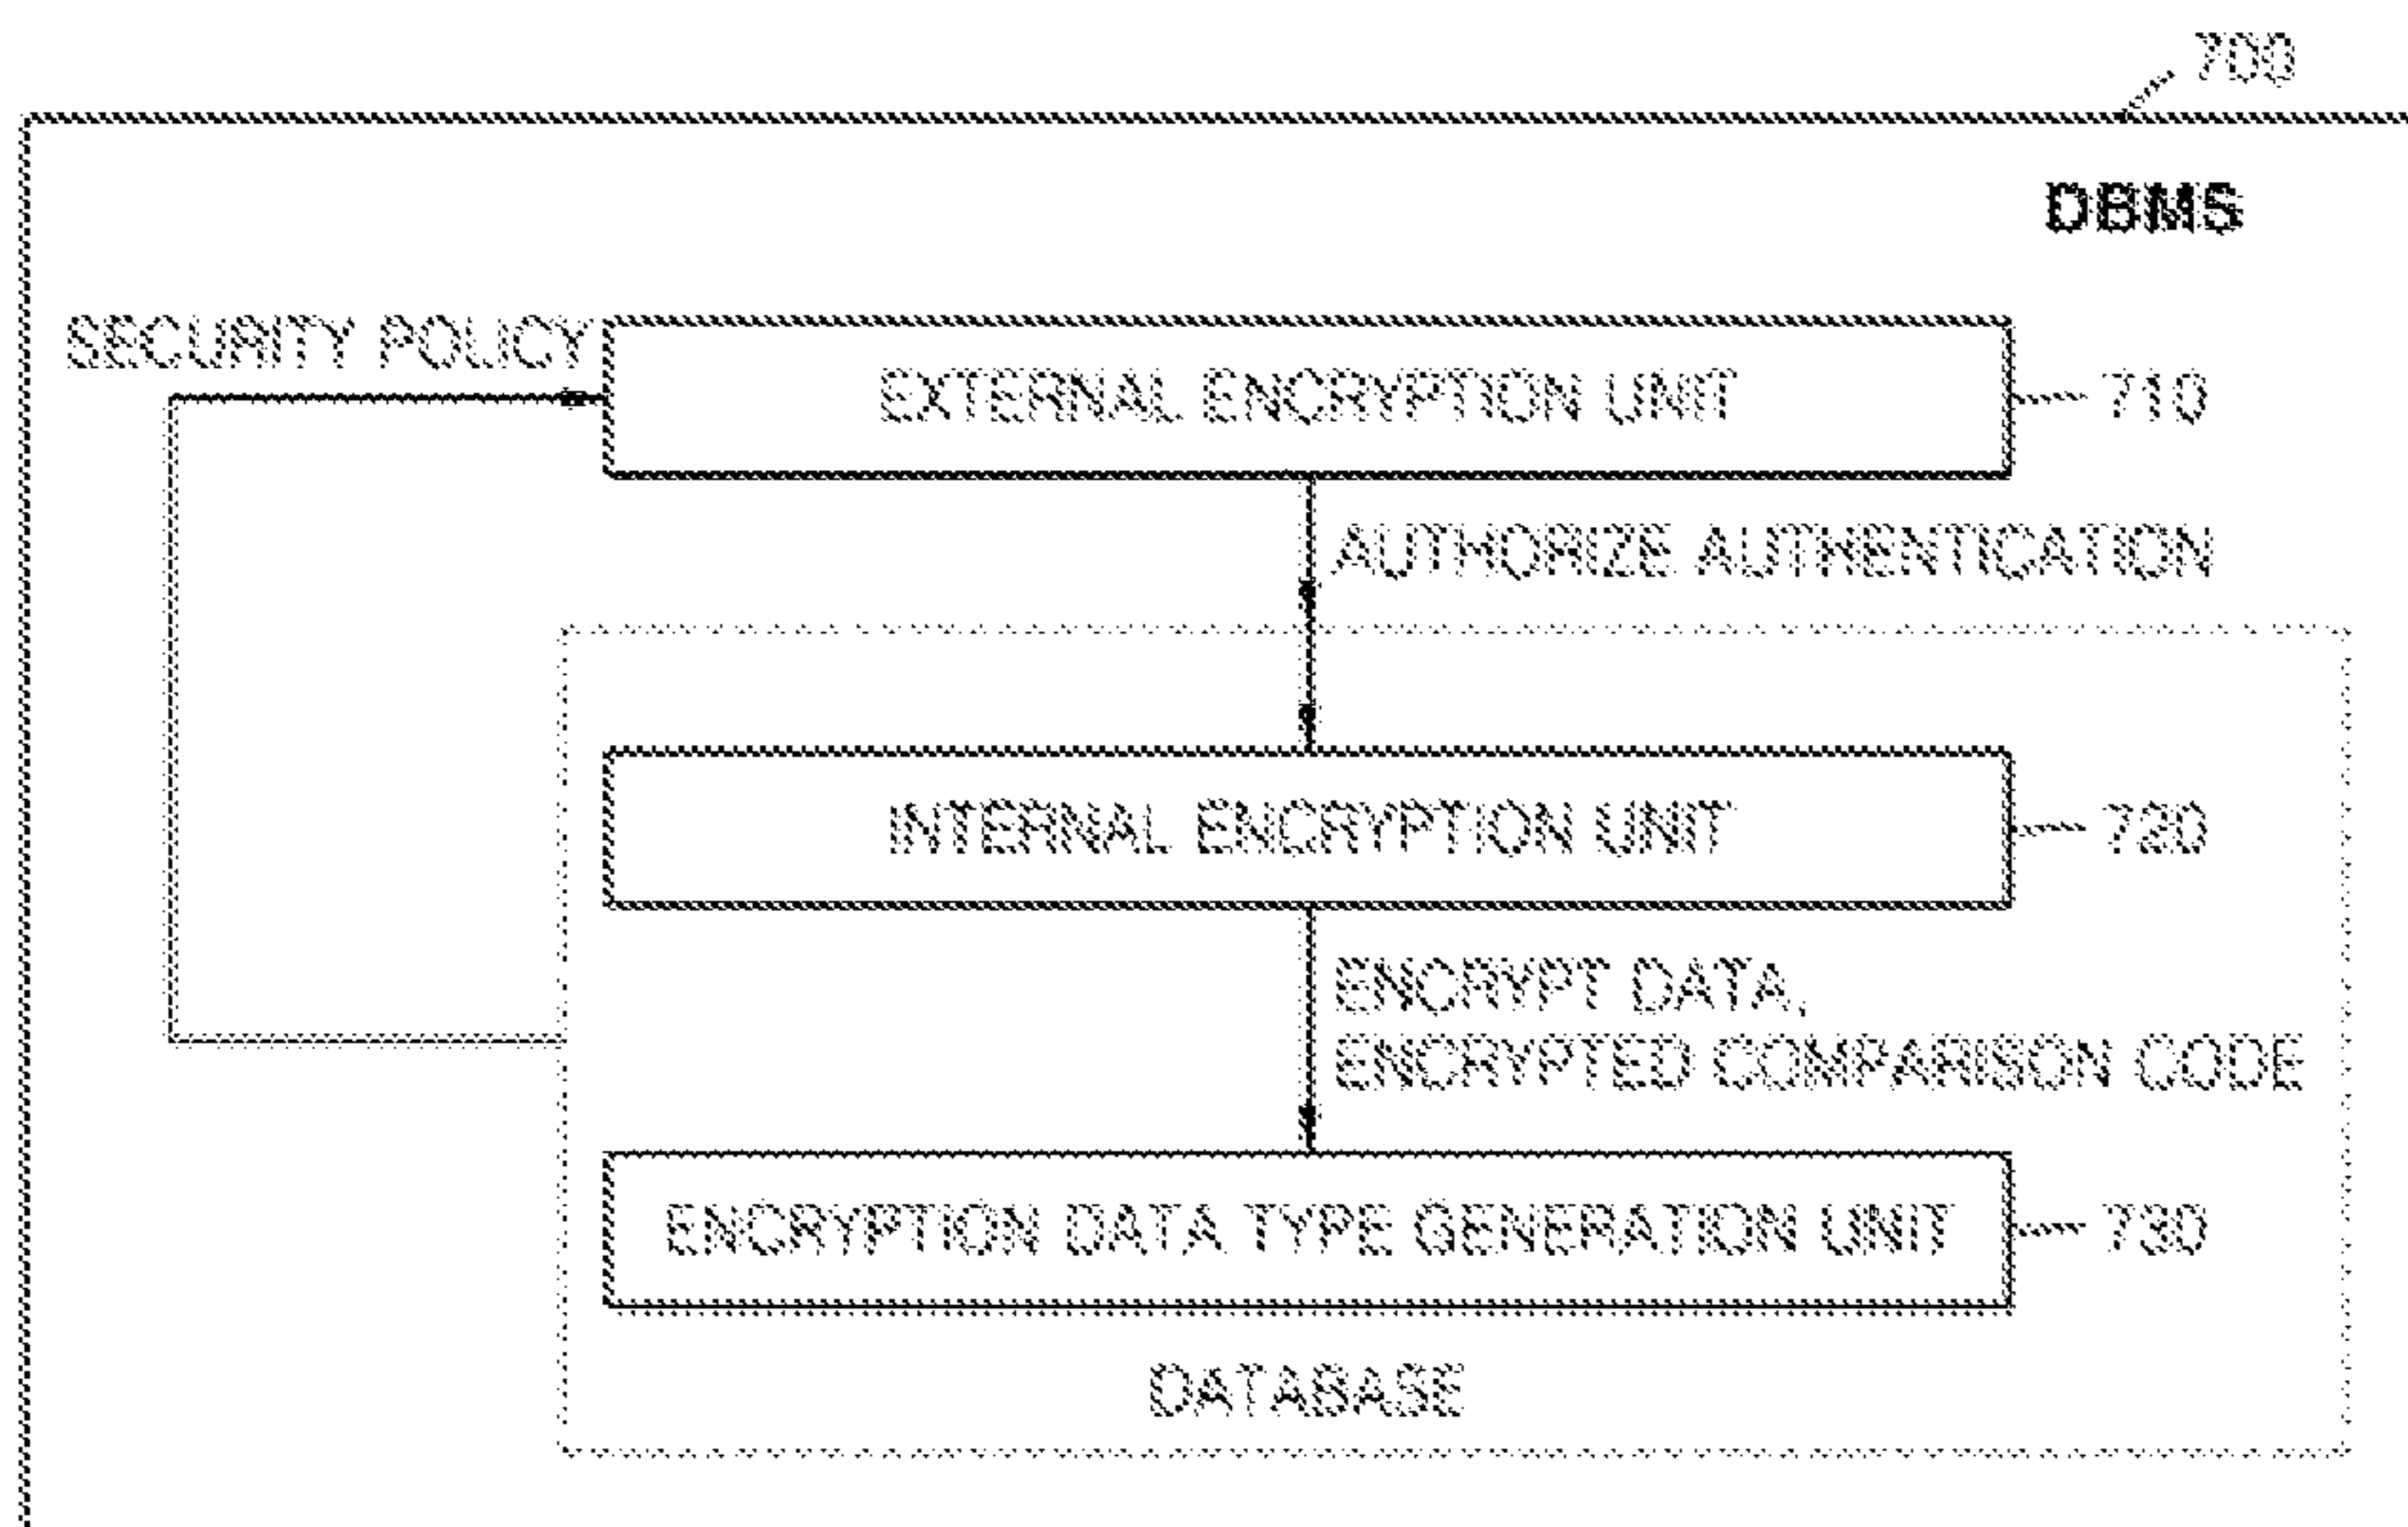 700
DBMS
SECURITY POLICY
EXTERNAL ENCRYPTION UNIT
710
AUTHORIZE AUTHENTICATION
INTERNAL ENCRYPTION UNIT
720
ENCRYPT DATA,
ENCRYPTED COMPARISON CODE
ENCRYPTION DATA TYPE GENERATION UNIT
730
DATABASE